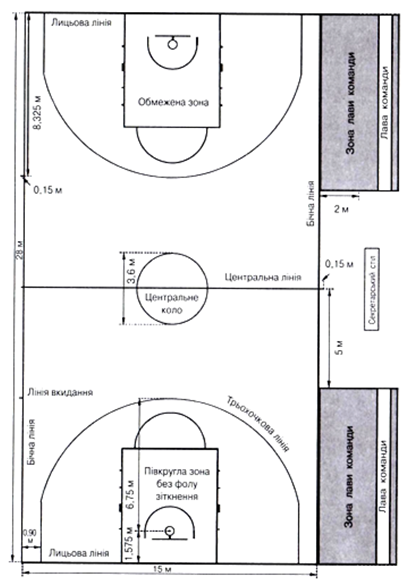 Лицьова лінія
Обмежена зона
8,325 м
0,15 м
Зона лави команди
Лава команди
Бічна лінія
2 м
28 м
3,6 м
Центральне
коло
Центральна лінія
0,15 м
Секретарський стіл
5 м
Лінія вкидання
Трьохочкова лінія
Бічна лінія
Півкругла зона
без фолу
зіткнення
6,75 м
1,575 м
0,90
м
Лицьова лінія
15 м
Зона лави команди
Лава команди